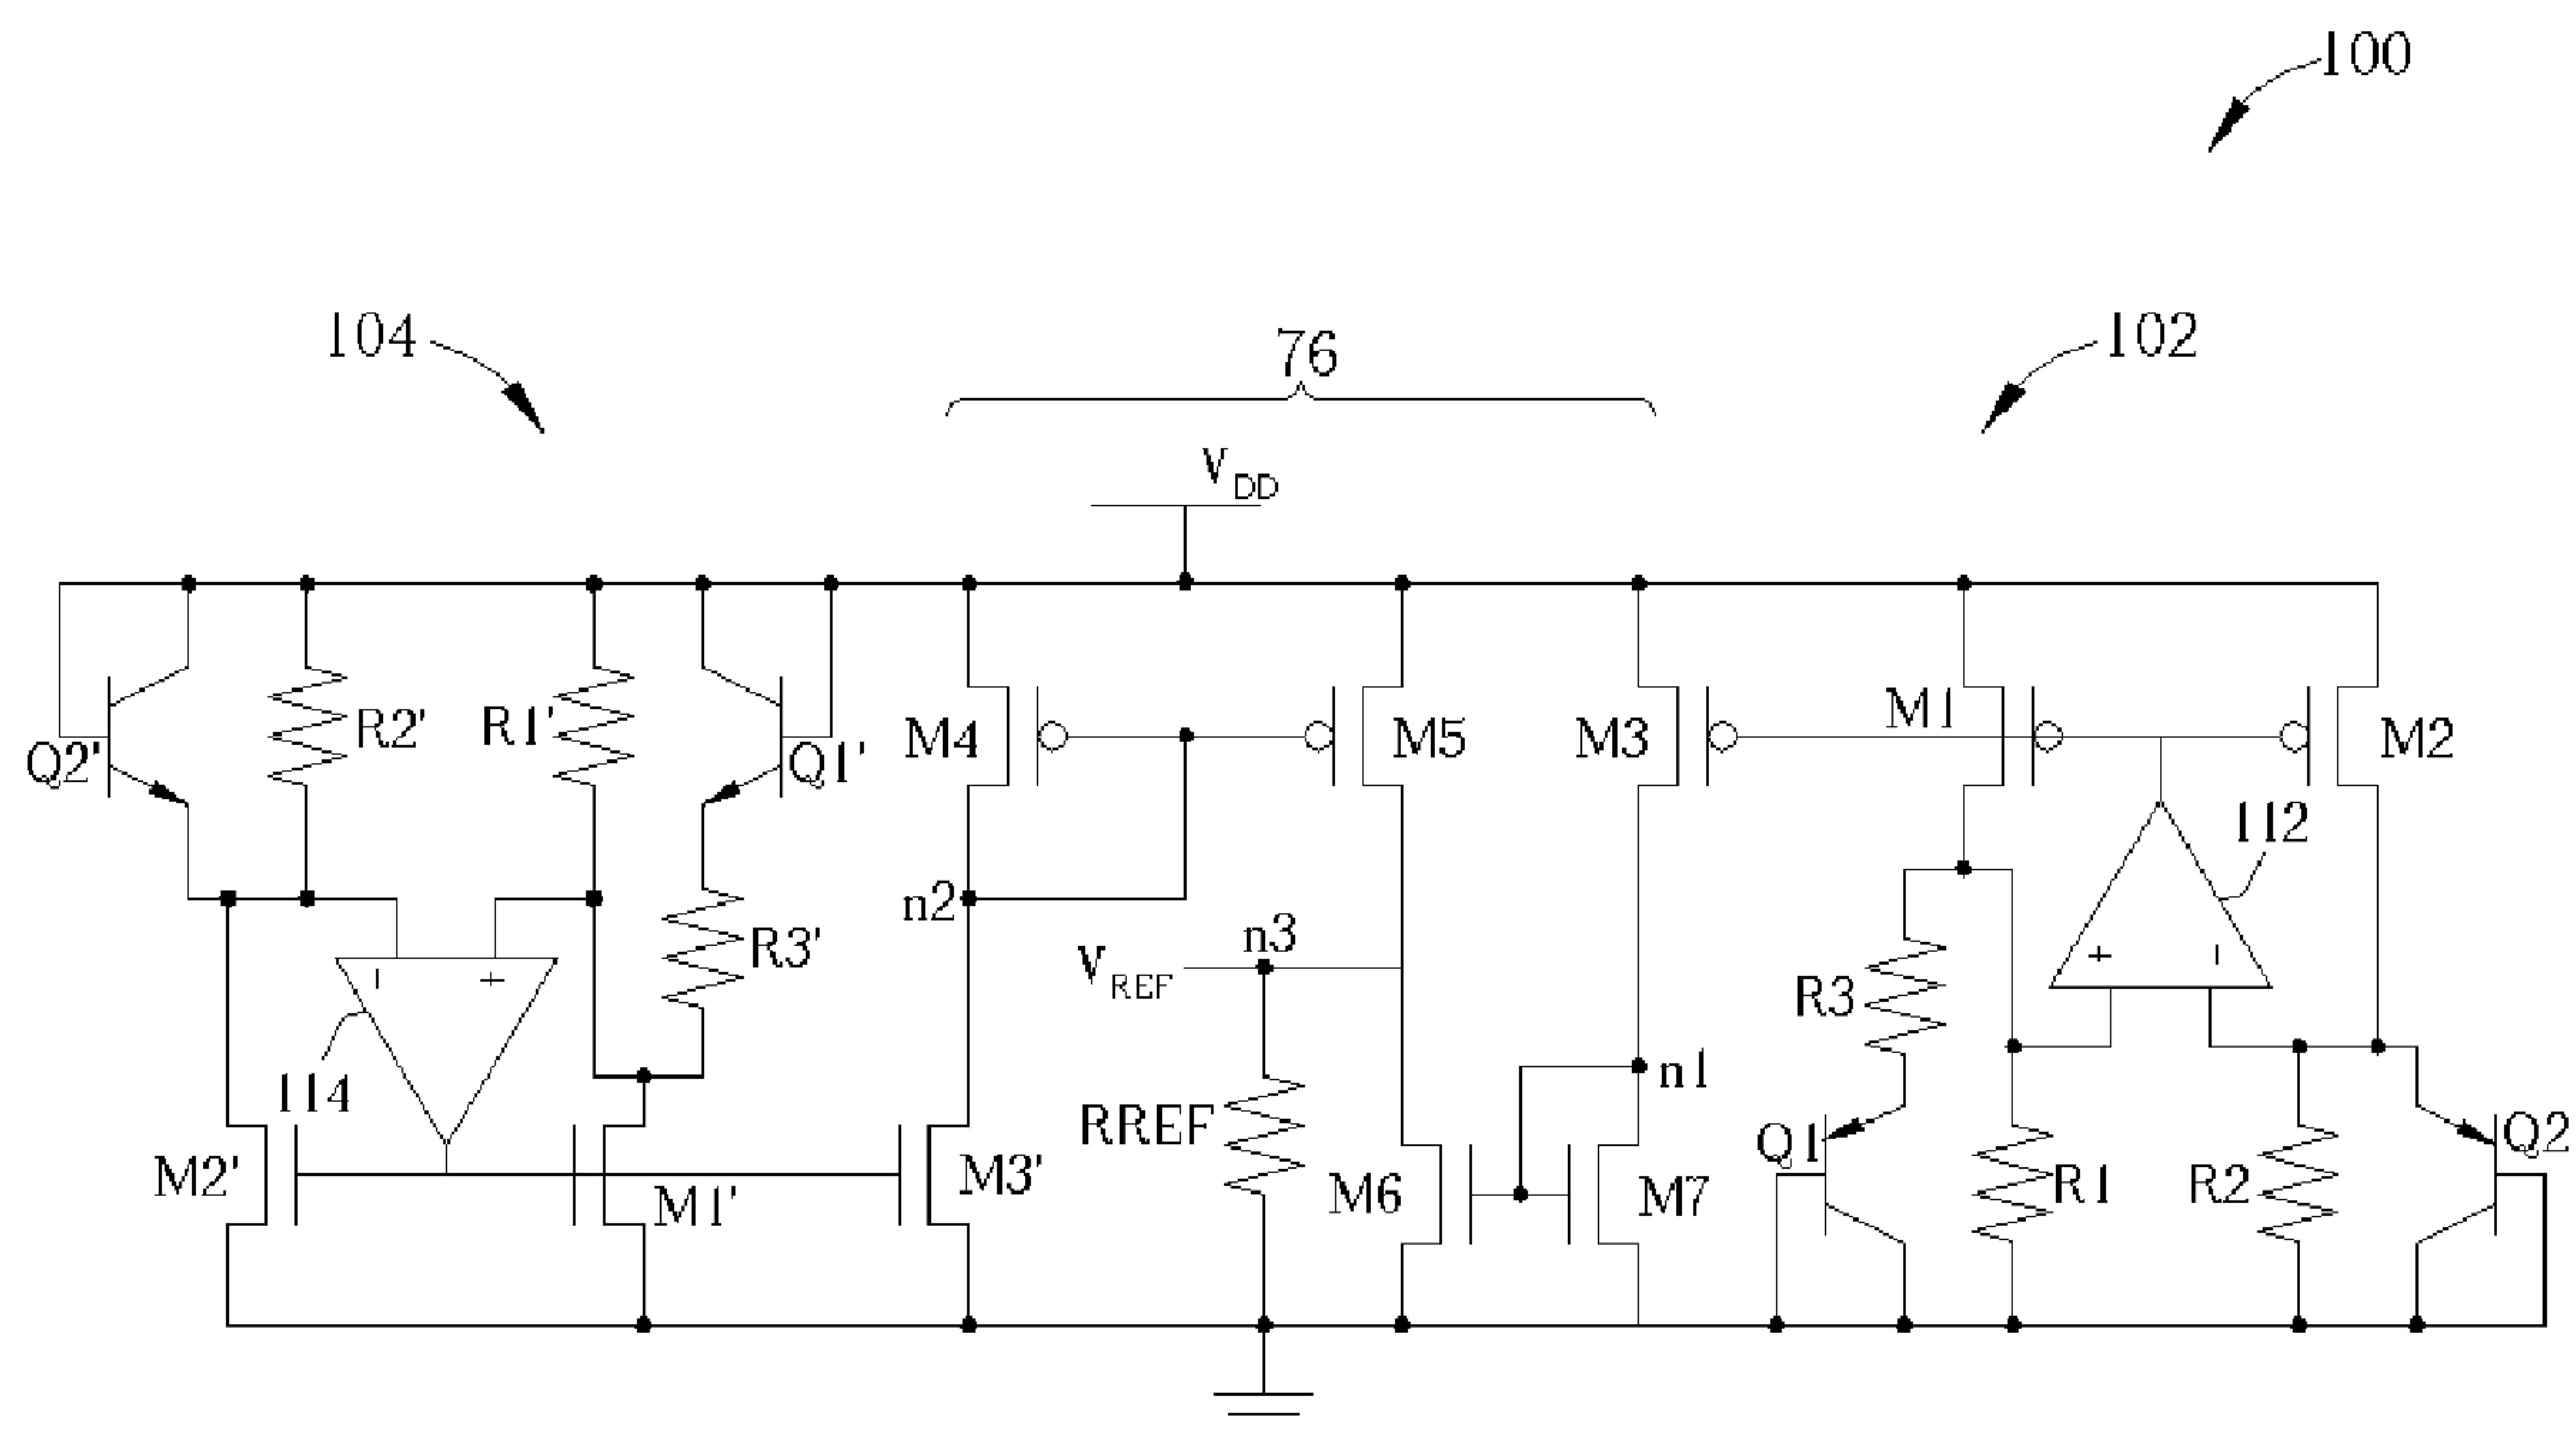 100
104
102
76
VDD
M4
M5
M3
M1
M2
Q2'
R2'
R1'
Q1'
112
n2
n3
VREF
R3'
R3
+
-
-
+
114
n1
RREF
Q1
Q2
M2'
M1'
M3'
M6
M7
R1
R2